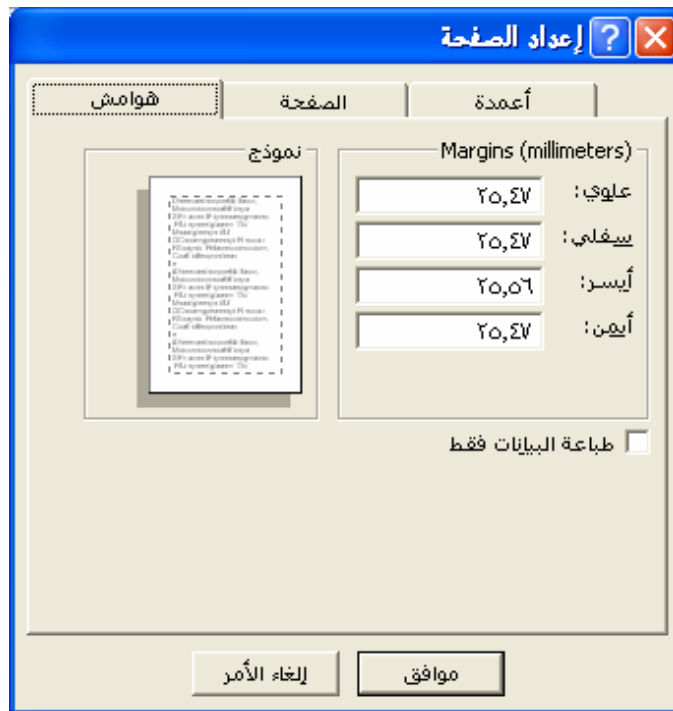 إعداد الصفحة
هوامش الصفحة أعمدة
Margins (millimeters)
علوي: ٢٥,٤٧
سفلي: ٢٥,٤٧
أيسر: ٢٥,٥٦
أيمن: ٢٥,٤٧
نموذج
طباعة البيانات فقط
موافق
إلغاء الأمر